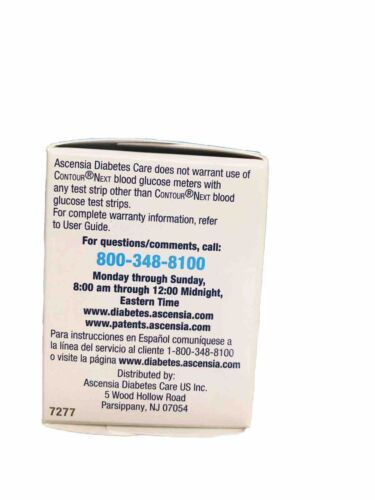 Ascensia Diabetes Care does not warrant use of
CONTOUR®NEXT blood glucose meters with
any test strip other than CONTOUR®NEXT blood
glucose test strips.
For complete warranty information, refer
to User Guide.
For questions/comments, call:
800-348-8100
Monday through Sunday,
8:00 am through 12:00 Midnight,
Eastern Time
www.diabetes.ascensia.com
www.patents.ascensia.com
Para instrucciones en Español comuníquese a
la línea del servicio al cliente 1-800-348-8100
o visite la página www.diabetes.ascensia.com
Distributed by:
Ascensia Diabetes Care US Inc.
5 Wood Hollow Road
Parsippany, NJ 07054
7277